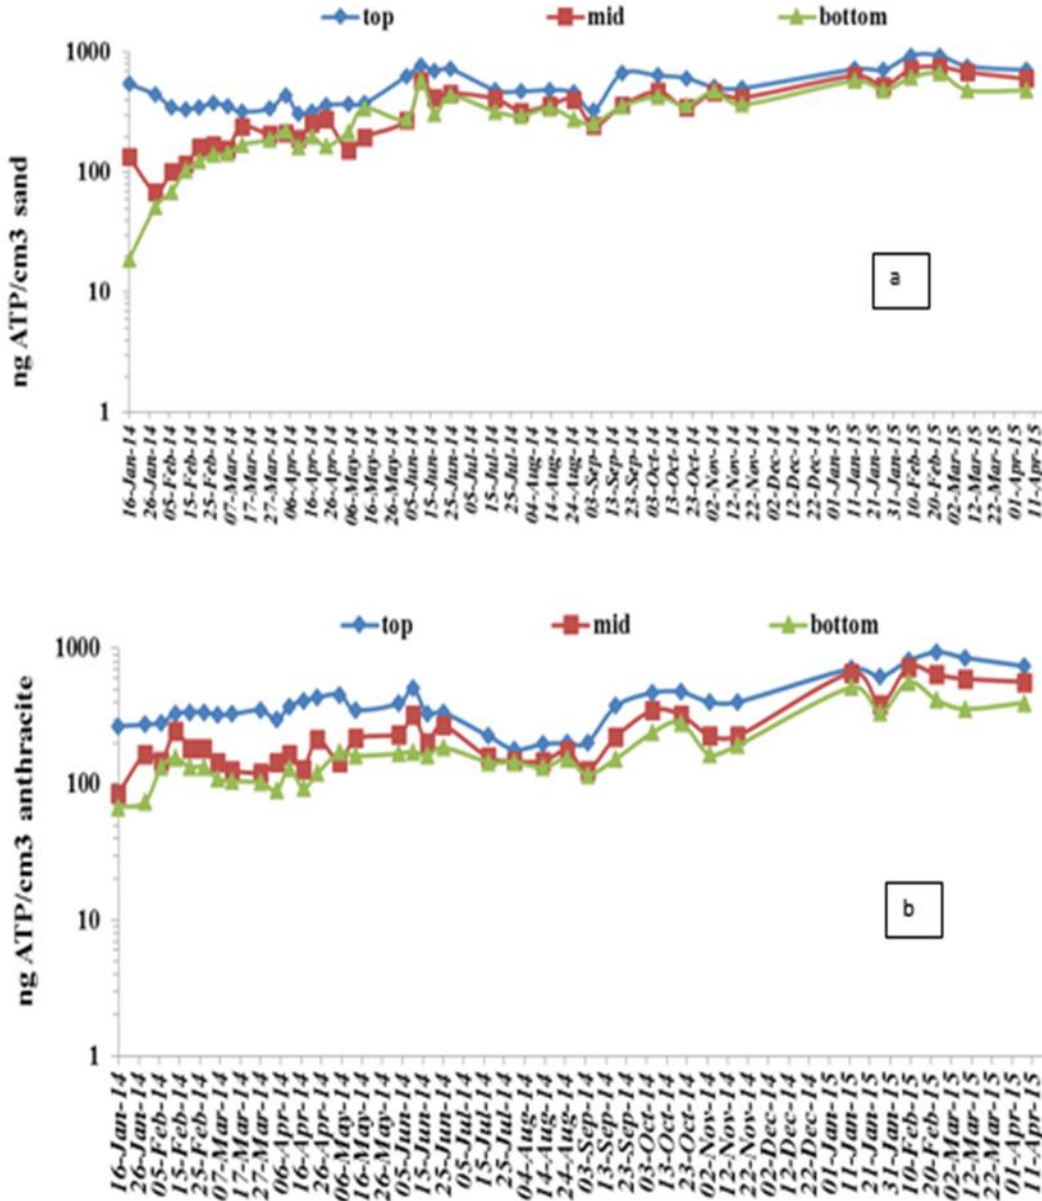 top mid bottom
1000
100
10
1
ng ATP/cm3 sand
a
16-Jan-14
26-Jan-14
05-Feb-14
15-Feb-14
25-Feb-14
07-Mar-14
17-Mar-14
27-Mar-14
06-Apr-14
16-Apr-14
26-Apr-14
06-May-14
16-May-14
26-May-14
05-Jun-14
15-Jun-14
25-Jun-14
05-Jul-14
15-Jul-14
25-Jul-14
04-Aug-14
14-Aug-14
24-Aug-14
03-Sep-14
13-Sep-14
23-Sep-14
03-Oct-14
13-Oct-14
23-Oct-14
02-Nov-14
12-Nov-14
22-Nov-14
02-Dec-14
12-Dec-14
22-Dec-14
01-Jan-15
11-Jan-15
21-Jan-15
31-Jan-15
10-Feb-15
20-Feb-15
02-Mar-15
12-Mar-15
22-Mar-15
01-Apr-15
11-Apr-15
top mid bottom
1000
100
10
1
ng ATP/cm3 anthracite
b
16-Jan-14
26-Jan-14
05-Feb-14
15-Feb-14
25-Feb-14
07-Mar-14
17-Mar-14
27-Mar-14
06-Apr-14
16-Apr-14
26-Apr-14
06-May-14
16-May-14
26-May-14
05-Jun-14
15-Jun-14
25-Jun-14
05-Jul-14
15-Jul-14
25-Jul-14
04-Aug-14
14-Aug-14
24-Aug-14
03-Sep-14
13-Sep-14
23-Sep-14
03-Oct-14
13-Oct-14
23-Oct-14
02-Nov-14
12-Nov-14
22-Nov-14
02-Dec-14
12-Dec-14
22-Dec-14
01-Jan-15
11-Jan-15
21-Jan-15
31-Jan-15
10-Feb-15
20-Feb-15
02-Mar-15
12-Mar-15
22-Mar-15
01-Apr-15
11-Apr-15